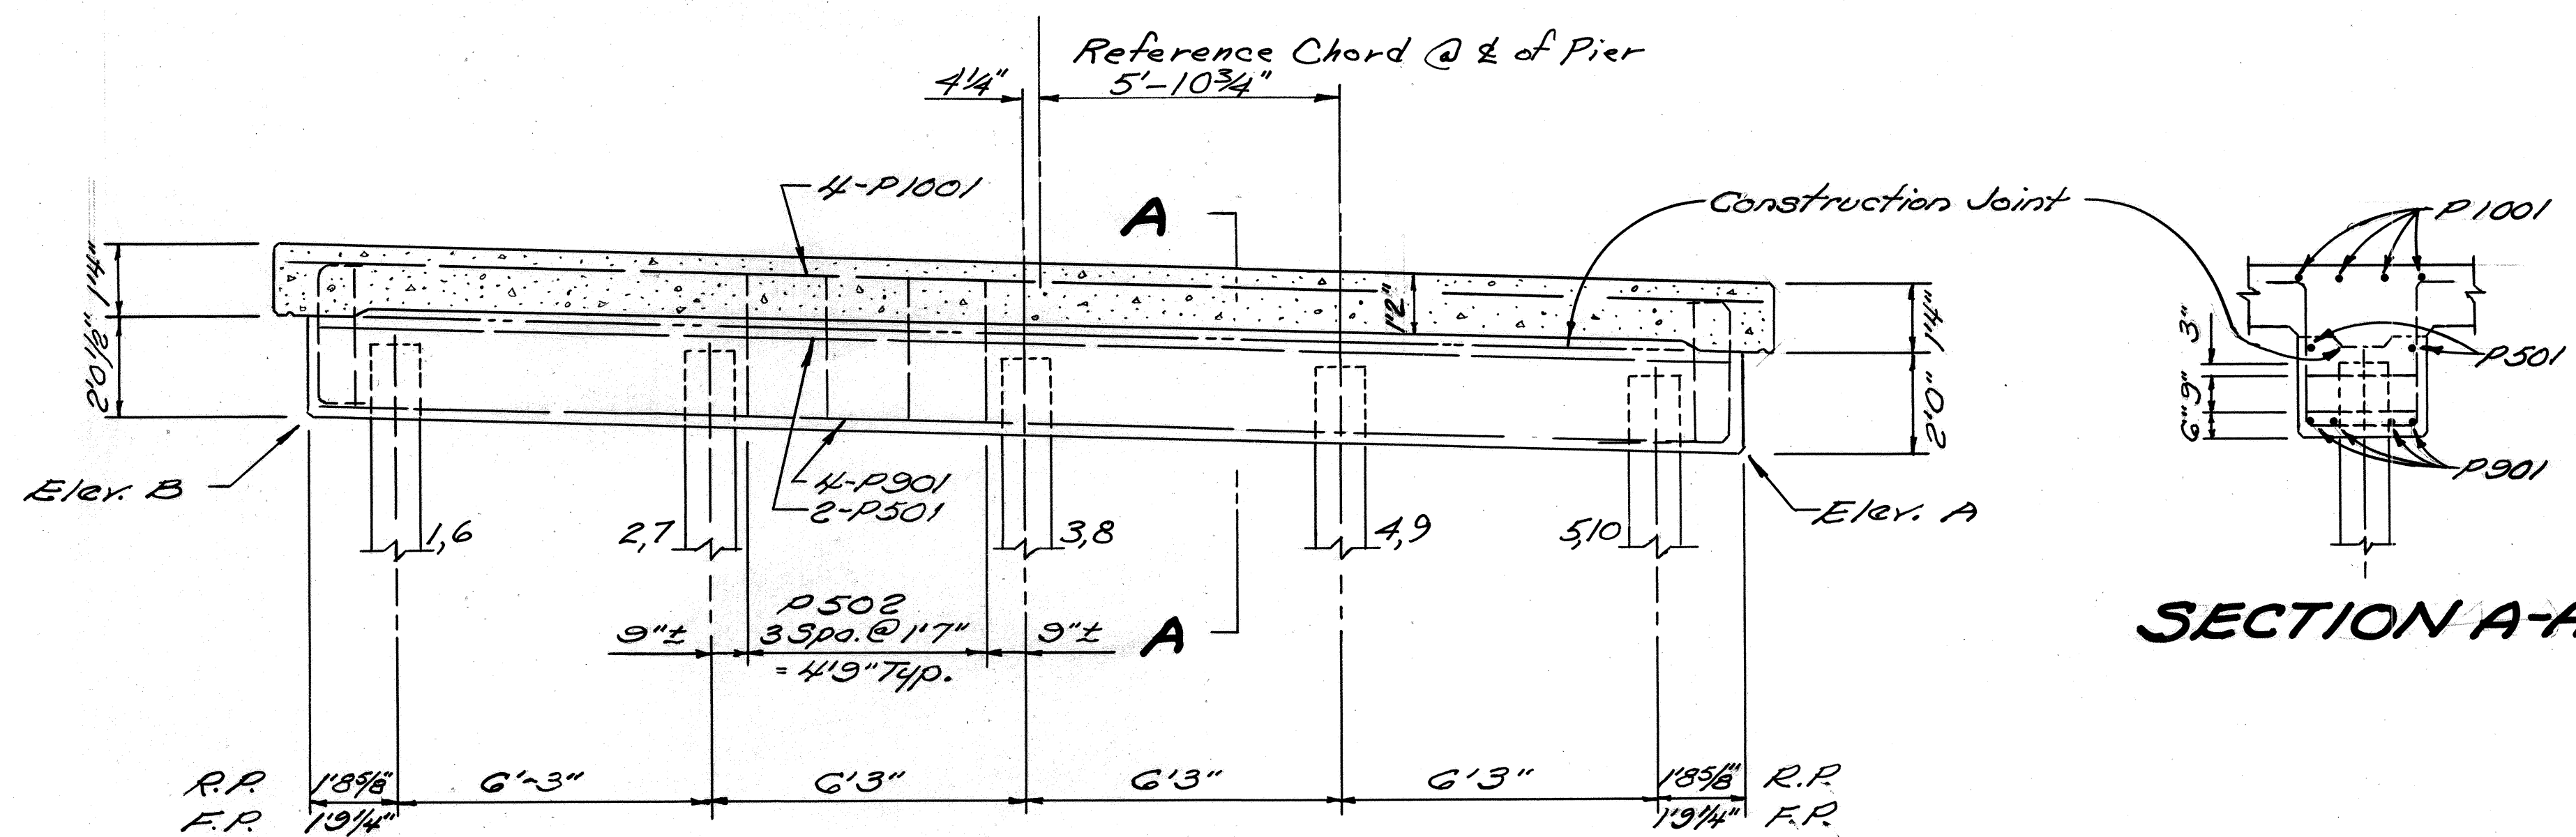 Reference Chord @ ℄ of Pier
4¼"
5'-10¾"
4-P1001
A
Construction Joint
P1001
1'4"
2'0½"
1'2"
1'4"
2'0"
3"
9"
6"
P501
P901
Elev. B
4-P901
2-P501
Elev. A
1,6
2,7
3,8
4,9
5,10
P502
9"±
3 Spa. @ 1'7"
9"±
= 4'9" Typ.
A
SECTION A-A
R.P.
1'8⅝"
6'-3"
6'3"
6'3"
6'3"
1'8⅝"
R.P.
F.P.
1'9¼"
1'9¼"
F.P.